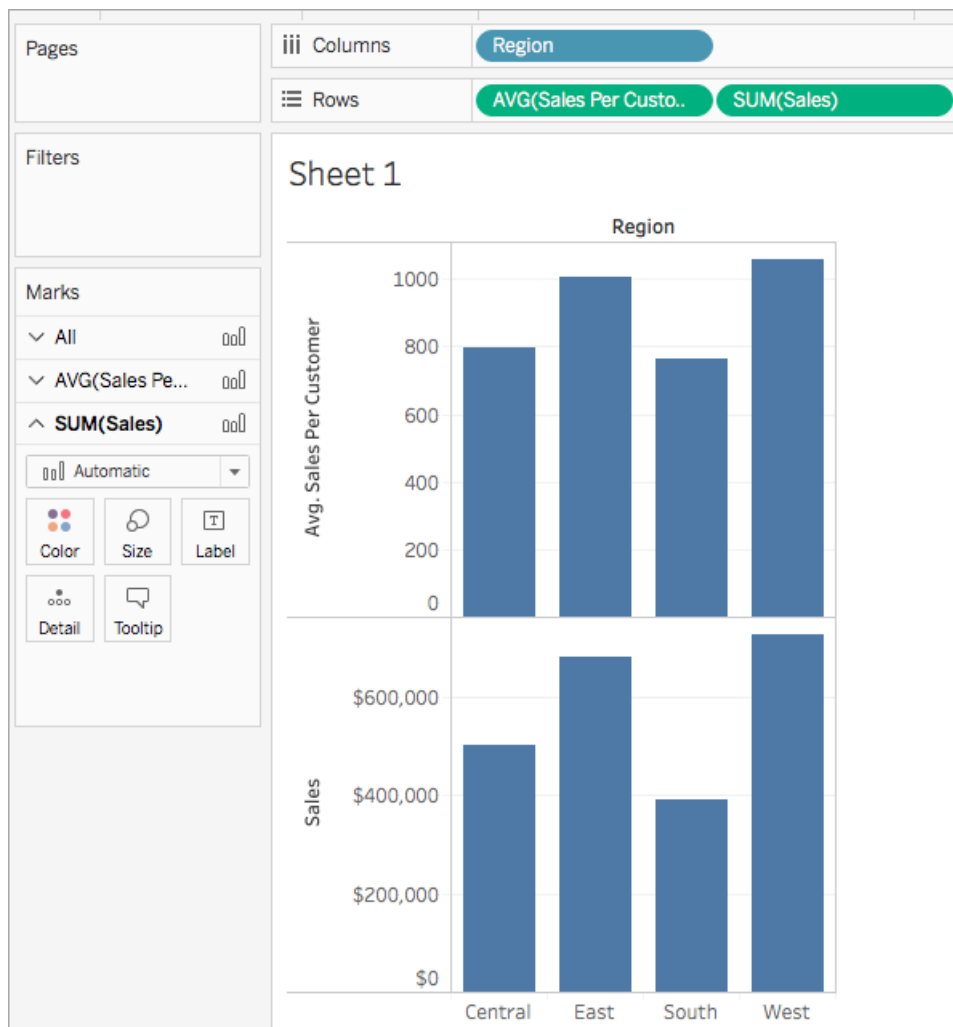 Pages
Columns
Region
Rows
AVG(Sales Per Custo..
SUM(Sales)
Filters
Marks
All
AVG(Sales Pe...
SUM(Sales)
Automatic
Color
Size
T
Label
Detail
Tooltip
Sheet 1
Region
Avg. Sales Per Customer
1000
800
600
400
200
0
Sales
$600,000
$400,000
$200,000
$0
Central East South West